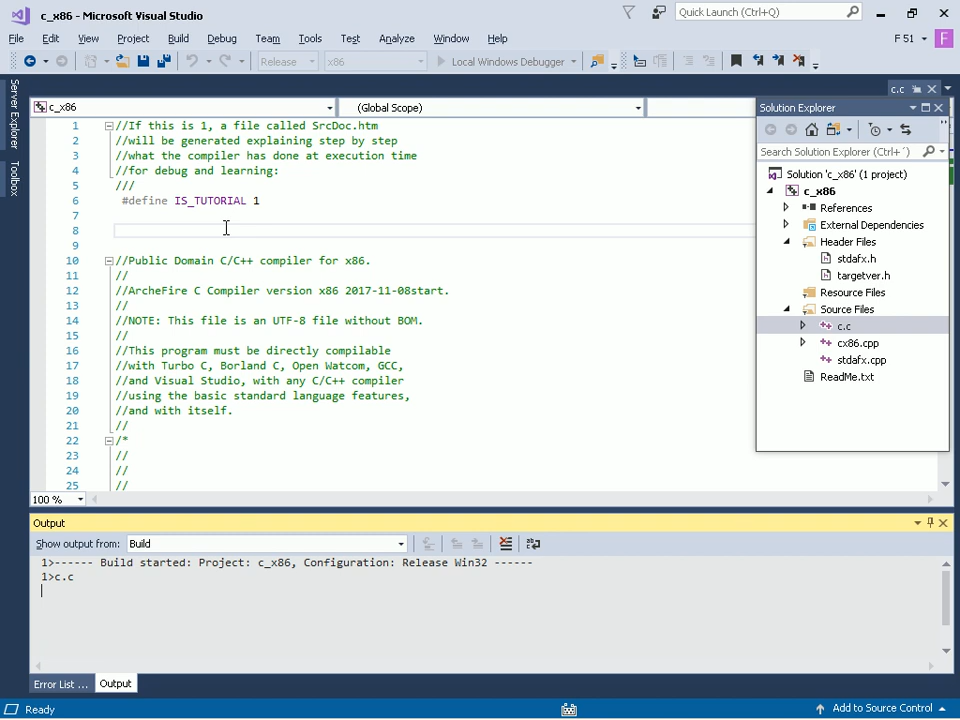 c_x86 - Microsoft Visual Studio
Quick Launch (Ctrl+Q)
File Edit View Project Build Debug Team Tools Test Analyze Window Help
F 51 F
Release x86 Local Windows Debugger
Server Explorer
Toolbox
c.c
c_x86 (Global Scope)
1 //If this is 1, a file called SrcDoc.htm
2 //will be generated explaining step by step
3 //what the compiler has done at execution time
4 //for debug and learning:
5 ///
6 #define IS_TUTORIAL 1
7
8
9
10 //Public Domain C/C++ compiler for x86.
11 //
12 //ArcheFire C Compiler version x86 2017-11-08start.
13 //
14 //NOTE: This file is an UTF-8 file without BOM.
15 //
16 //This program must be directly compilable
17 //with Turbo C, Borland C, Open Watcom, GCC,
18 //and Visual Studio, with any C/C++ compiler
19 //using the basic standard language features,
20 //and with itself.
21 //
22 /*
23 //
24 //
25 //
100 %
Solution Explorer
Search Solution Explorer (Ctrl+´)
Solution 'c_x86' (1 project)
c_x86
References
External Dependencies
Header Files
stdafx.h
targetver.h
Resource Files
Source Files
c.c
cx86.cpp
stdafx.cpp
ReadMe.txt
Output
Show output from: Build
1>------ Build started: Project: c_x86, Configuration: Release Win32 ------
1>c.c
Error List ... Output
Ready
Add to Source Control